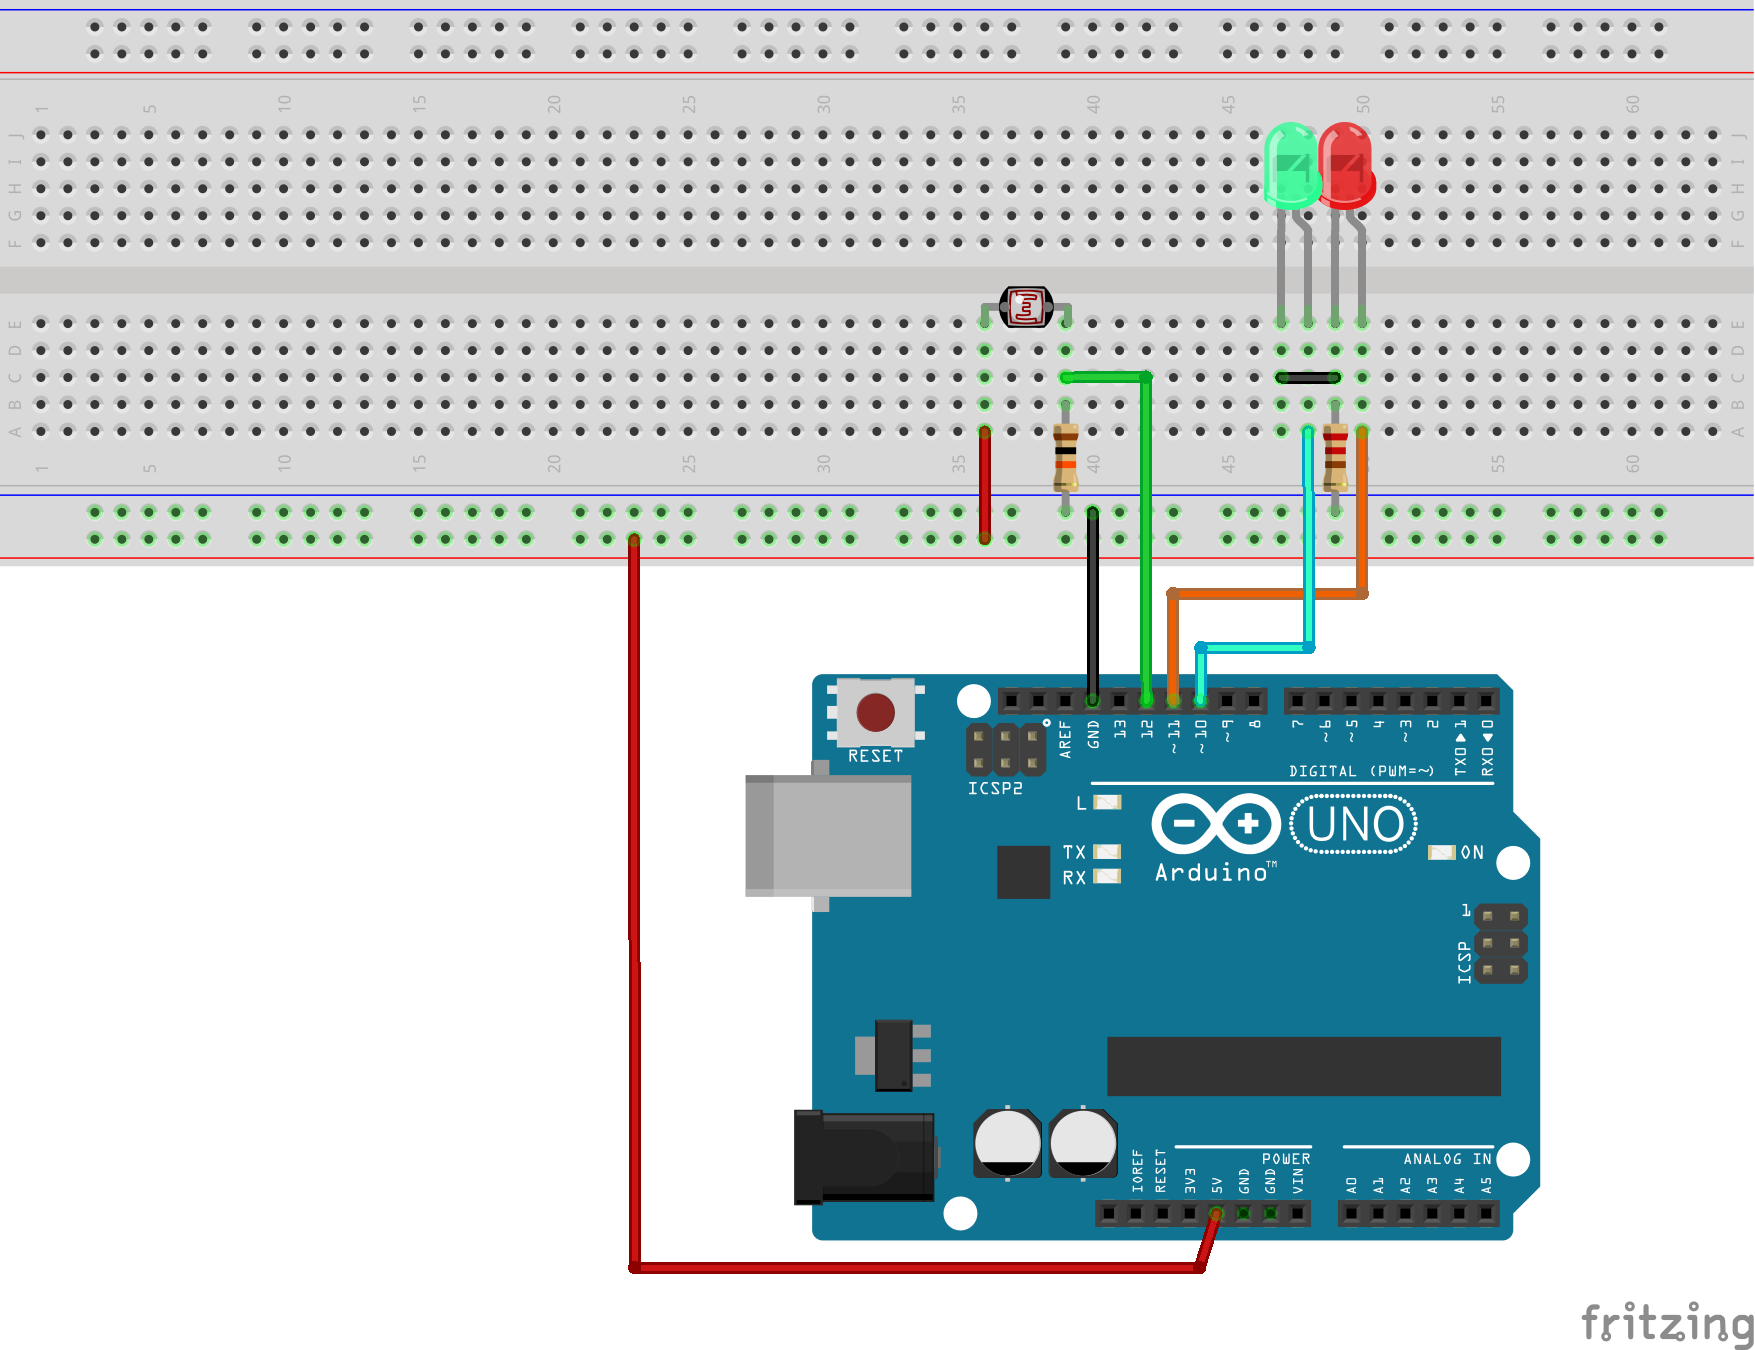 1 5 10 15 20 25 30 35 40 45 50 55 60
J J
I I
H H
G G
F F
E E
D D
C C
B B
A A
1 5 10 15 20 25 30 35 40 45 55 60
AREF GND 13 12 ~11 ~10 ~9 8 7 ~6 ~5 4 ~3 2 TX0▶1 RX0◀0
RESET
DIGITAL (PWM=~)
ICSP2
L
TX
RX
UNO
ON
Arduino™
1
ICSP
POWER
ANALOG IN
IOREF RESET 3V3 5V GND GND VIN A0 A1 A2 A3 A4 A5
fritzing